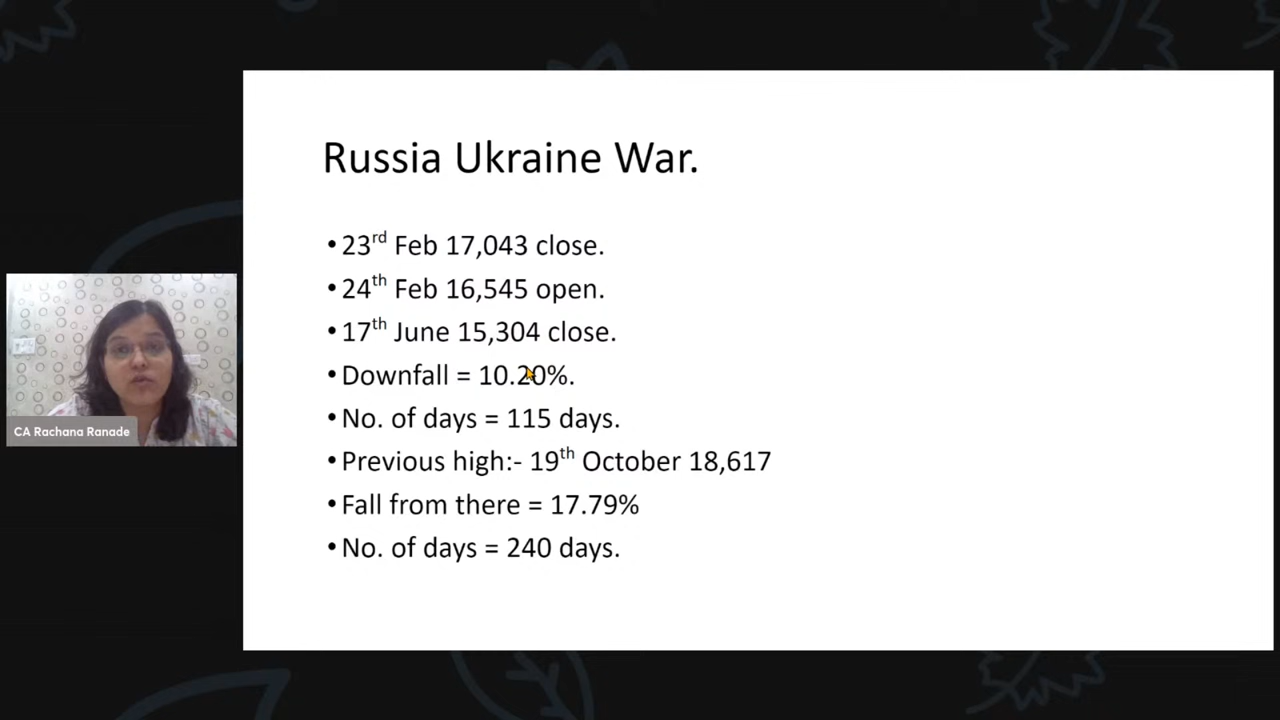 Russia Ukraine War.
•23rd Feb 17,043 close.
•24th Feb 16,545 open.
•17th June 15,304 close.
•Downfall = 10.20%.
•No. of days = 115 days.
•Previous high:- 19th October 18,617
•Fall from there = 17.79%
•No. of days = 240 days.
CA Rachana Ranade